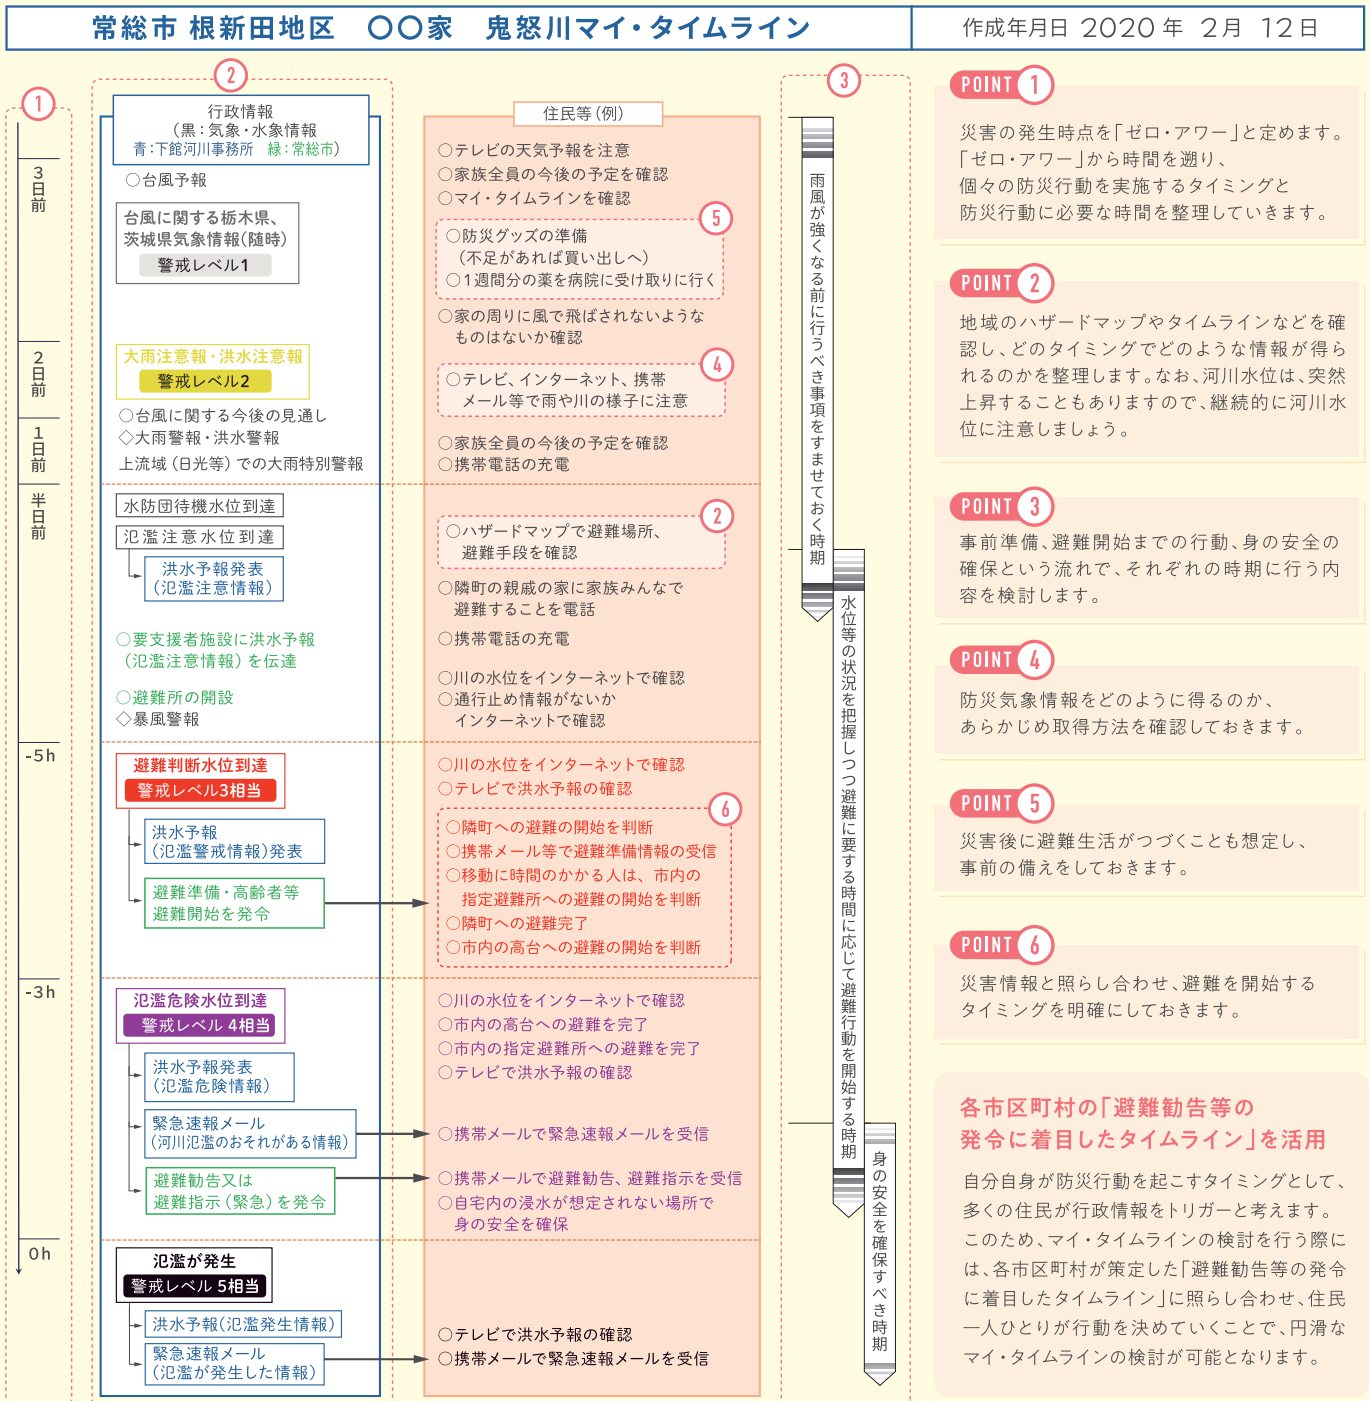 常総市 根新田地区　〇〇家　鬼怒川マイ・タイムライン
作成年月日 2020 年 2月 12日
1
3日前
2日前
1日前
半日前
-5h
-3h
0h
2
行政情報
（黒：気象・水象情報
青：下館河川事務所　緑：常総市）
○台風予報
台風に関する栃木県、
茨城県気象情報（随時）
警戒レベル1
大雨注意報・洪水注意報
警戒レベル2
○台風に関する今後の見通し
◇大雨警報・洪水警報
上流域（日光等）での大雨特別警報
水防団待機水位到達
氾濫注意水位到達
洪水予報発表
（氾濫注意情報）
○要支援者施設に洪水予報
（氾濫注意情報）を伝達
○避難所の開設
◇暴風警報
避難判断水位到達
警戒レベル3相当
洪水予報
（氾濫警戒情報）発表
避難準備・高齢者等
避難開始を発令
氾濫危険水位到達
警戒レベル 4相当
洪水予報発表
（氾濫危険情報）
緊急速報メール
（河川氾濫のおそれがある情報）
避難勧告又は
避難指示（緊急）を発令
氾濫が発生
警戒レベル 5相当
洪水予報（氾濫発生情報）
緊急速報メール
（氾濫が発生した情報）
住民等（例）
○テレビの天気予報を注意
○家族全員の今後の予定を確認
○マイ・タイムラインを確認
5
○防災グッズの準備
（不足があれば買い出しへ）
○1週間分の薬を病院に受け取りに行く
○家の周りに風で飛ばされないような
ものはないか確認
4
○テレビ、インターネット、携帯
メール等で雨や川の様子に注意
○家族全員の今後の予定を確認
○携帯電話の充電
2
○ハザードマップで避難場所、
避難手段を確認
○隣町の親戚の家に家族みんなで
避難することを電話
○携帯電話の充電
○川の水位をインターネットで確認
○通行止め情報がないか
インターネットで確認
○川の水位をインターネットで確認
○テレビで洪水予報の確認
6
○隣町への避難の開始を判断
○携帯メール等で避難準備情報の受信
○移動に時間のかかる人は、市内の
指定避難所への避難の開始を判断
○隣町への避難完了
○市内の高台への避難の開始を判断
○川の水位をインターネットで確認
○市内の高台への避難を完了
○市内の指定避難所への避難を完了
○テレビで洪水予報の確認
○携帯メールで緊急速報メールを受信
○携帯メールで避難勧告、避難指示を受信
○自宅内の浸水が想定されない場所で
身の安全を確保
○テレビで洪水予報の確認
○携帯メールで緊急速報メールを受信
3
雨風が強くなる前に行うべき事項をすませておく時期
水位等の状況を把握しつつ避難に要する時間に応じて避難行動を開始する時期
身の安全を確保すべき時期
POINT 1
災害の発生時点を「ゼロ・アワー」と定めます。
「ゼロ・アワー」から時間を遡り、
個々の防災行動を実施するタイミングと
防災行動に必要な時間を整理していきます。
POINT 2
地域のハザードマップやタイムラインなどを確
認し、どのタイミングでどのような情報が得ら
れるのかを整理します。なお、河川水位は、突然
上昇することもありますので、継続的に河川水
位に注意しましょう。
POINT 3
事前準備、避難開始までの行動、身の安全の
確保という流れで、それぞれの時期に行う内
容を検討します。
POINT 4
防災気象情報をどのように得るのか、
あらかじめ取得方法を確認しておきます。
POINT 5
災害後に避難生活がつづくことも想定し、
事前の備えをしておきます。
POINT 6
災害情報と照らし合わせ、避難を開始する
タイミングを明確にしておきます。
各市区町村の「避難勧告等の
発令に着目したタイムライン」を活用
自分自身が防災行動を起こすタイミングとして、
多くの住民が行政情報をトリガーと考えます。
このため、マイ・タイムラインの検討を行う際に
は、各市区町村が策定した「避難勧告等の発令
に着目したタイムライン」に照らし合わせ、住民
一人ひとりが行動を決めていくことで、円滑な
マイ・タイムラインの検討が可能となります。